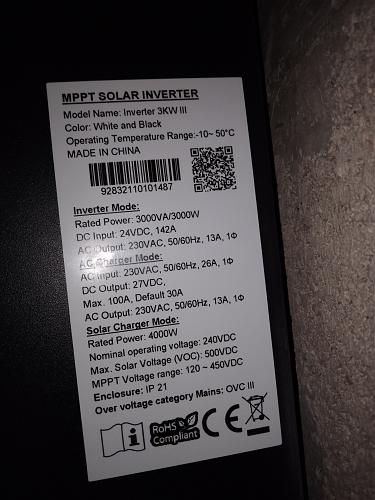 MPPT SOLAR INVERTER
Model Name: Inverter 3KW III
Color: White and Black
Operating Temperature Range:-10~ 50°C
MADE IN CHINA
92832110101487
Inverter Mode:
Rated Power: 3000VA/3000W
DC Input: 24VDC, 142A
AC Output: 230VAC, 50/60Hz, 13A, 1Φ
AC Charger Mode:
AC Input: 230VAC, 50/60Hz, 26A, 1Φ
DC Output: 27VDC,
Max. 100A, Default 30A
AC Output: 230VAC, 50/60Hz, 13A, 1Φ
Solar Charger Mode:
Rated Power: 4000W
Nominal operating voltage: 240VDC
Max. Solar Voltage (VOC): 500VDC
MPPT Voltage range: 120 ~ 450VDC
Enclosure: IP 21
Over voltage category Mains: OVC III
i RoHS CE
Compliant